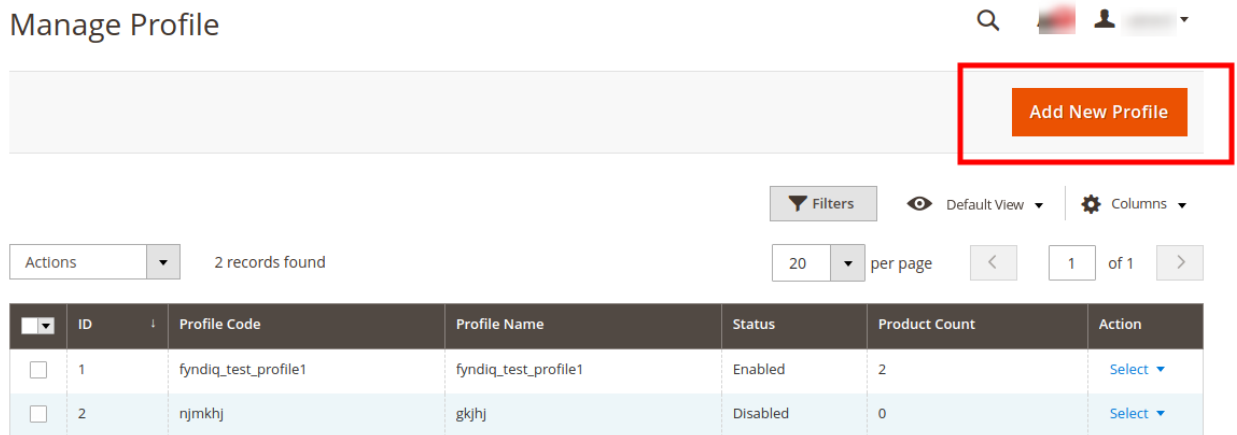 Manage Profile
Add New Profile
Filters Default View Columns
Actions 2 records found 20 per page 1 of 1
ID ↓ Profile Code Profile Name Status Product Count Action
1 fyndiq_test_profile1 fyndiq_test_profile1 Enabled 2 Select
2 njmkhj gkjhj Disabled 0 Select